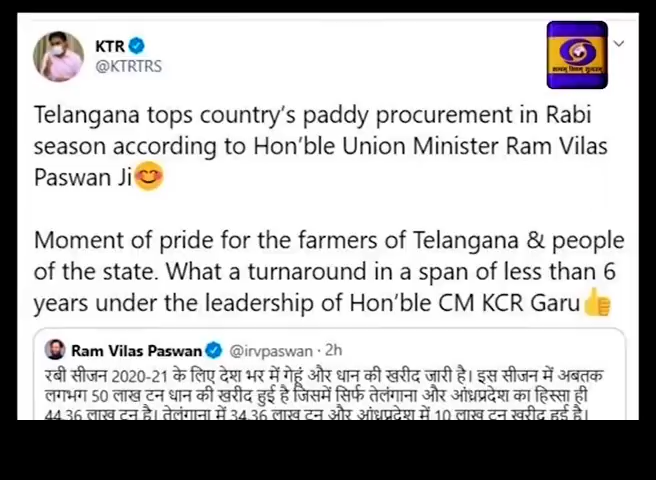 KTR
@KTRTRS
Telangana tops country's paddy procurement in Rabi
season according to Hon'ble Union Minister Ram Vilas
Paswan Ji😊
Moment of pride for the farmers of Telangana & people
of the state. What a turnaround in a span of less than 6
years under the leadership of Hon'ble CM KCR Garu👍
Ram Vilas Paswan @irvpaswan · 2h
रबी सीजन 2020-21 के लिए देश भर में गेहूं और धान की खरीद जारी है। इस सीजन में अबतक
लगभग 50 लाख टन धान की खरीद हुई है जिसमें सिर्फ तेलंगाना और आंध्रप्रदेश का हिस्सा ही
44.36 लाख टन है। तेलंगाना में 34.36 लाख टन और आंध्रप्रदेश में 10 लाख टन खरीद हुई है।